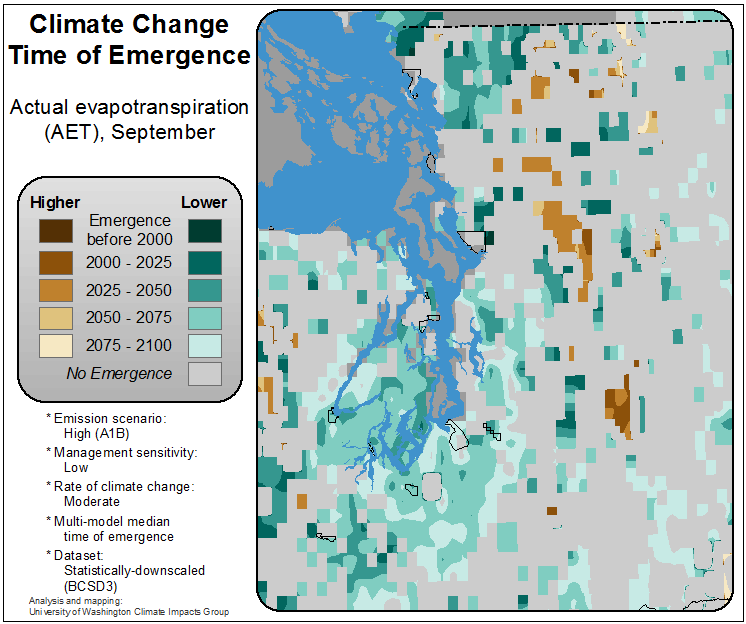 Climate Change
Time of Emergence
Actual evapotranspiration
(AET), September
Higher Lower
Emergence
before 2000
2000 - 2025
2025 - 2050
2050 - 2075
2075 - 2100
No Emergence
* Emission scenario:
High (A1B)
* Management sensitivity:
Low
* Rate of climate change:
Moderate
* Multi-model median
time of emergence
* Dataset:
Statistically-downscaled
(BCSD3)
Analysis and mapping:
University of Washington Climate Impacts Group